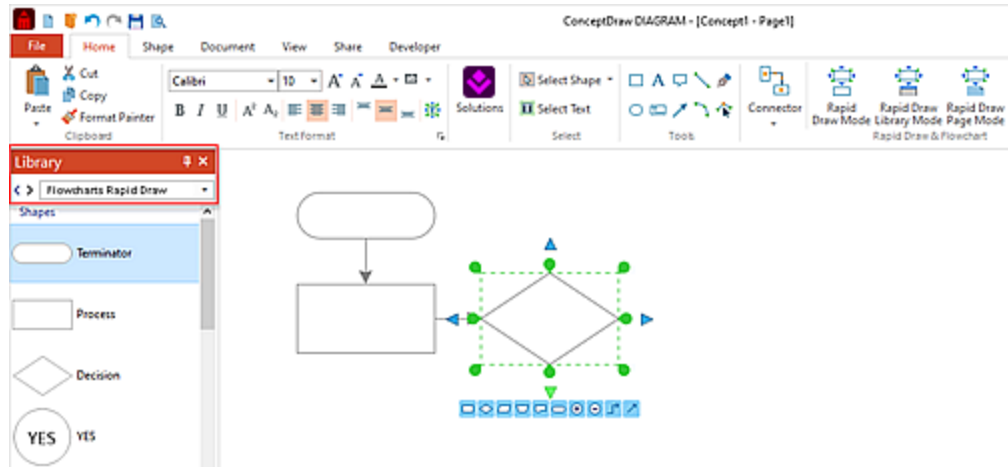 ConceptDraw DIAGRAM - [Concept1 - Page1]
File Home Shape Document View Share Developer
Paste
Cut
Copy
Format Painter
Clipboard
Calibri 10
B I U
Text Format
Solutions
Select Shape
Select Text
Select
Tools
Connector
Rapid Draw Mode
Rapid Draw Library Mode
Rapid Draw Page Mode
Rapid Draw & Flowchart
Library
Flowcharts Rapid Draw
Shapes
Terminator
Process
Decision
YES YES